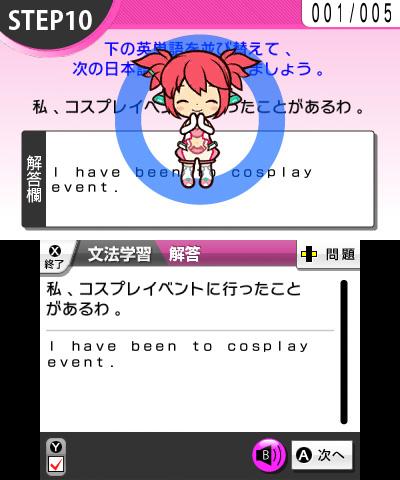 STEP10
001/005
下の英単語を並び替えて、
次の日本 ましょう。
私、コスプレイベ ったことがあるわ。
解答欄
I have been to cosplay
event.
X
終了
文法学習 解答
問題
私、コスプレイベントに行ったこと
があるわ。
I have been to cosplay
event.
Y
B
A 次へ